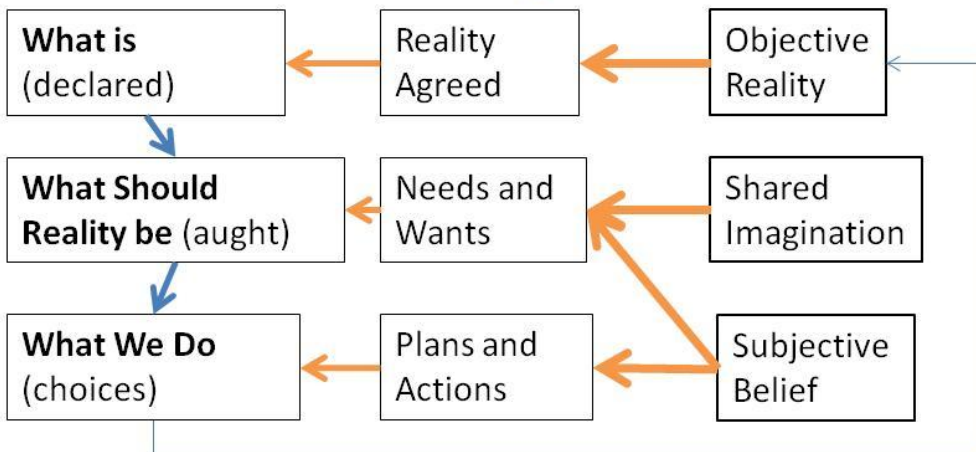 What is
(declared)
Reality
Agreed
Objective
Reality
What Should
Reality be (aught)
Needs and
Wants
Shared
Imagination
What We Do
(choices)
Plans and
Actions
Subjective
Belief